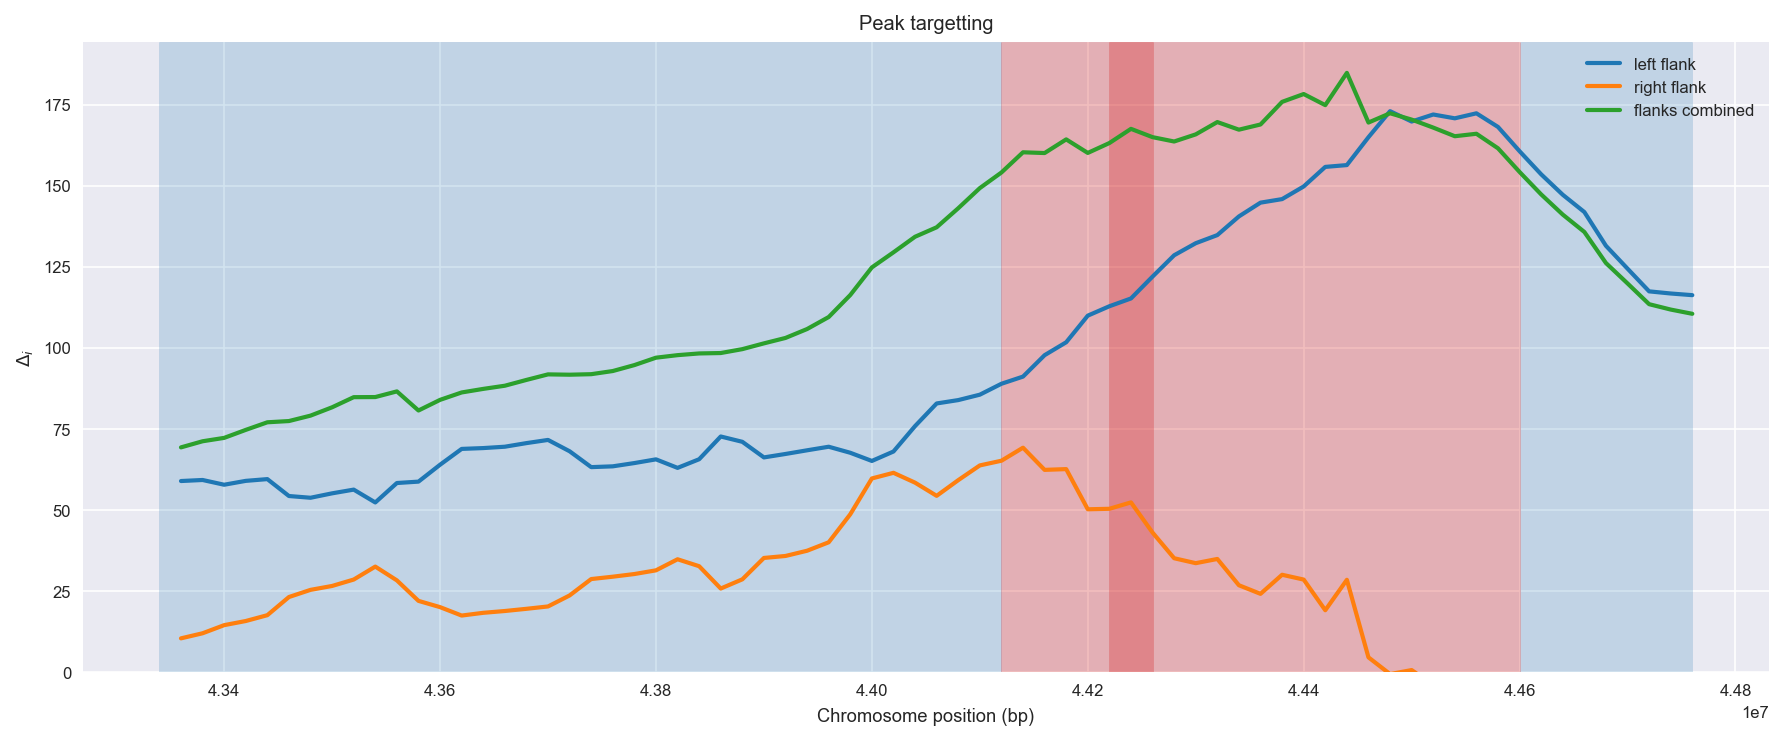 Peak targetting
left flank
right flank
flanks combined
175
150
125
100
75
50
25
0
Δi
4.34
4.36
4.38
4.40
4.42
4.44
4.46
4.48
1e7
Chromosome position (bp)